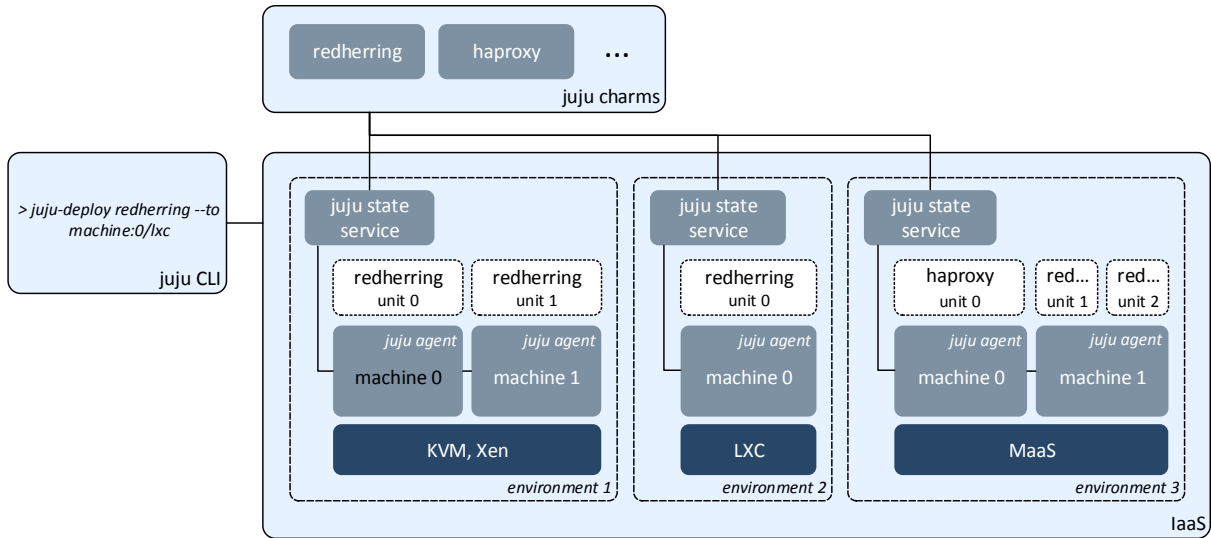 redherring
haproxy
...
juju charms
> juju-deploy redherring --to
machine:0/lxc
juju CLI
juju state
service
redherring
unit 0
redherring
unit 1
juju agent
machine 0
juju agent
machine 1
KVM, Xen
environment 1
juju state
service
redherring
unit 0
juju agent
machine 0
LXC
environment 2
juju state
service
haproxy
unit 0
red...
unit 1
red...
unit 2
juju agent
machine 0
juju agent
machine 1
MaaS
environment 3
IaaS